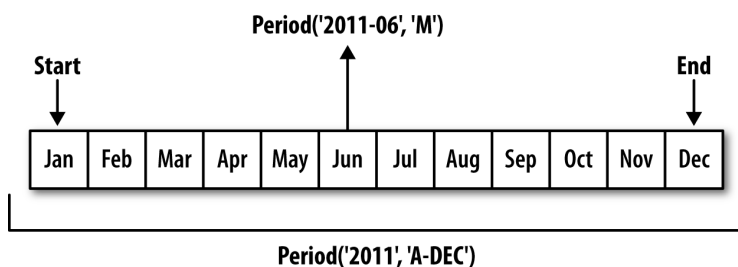 Period('2011-06', 'M')
Start End
Jan Feb Mar Apr May Jun Jul Aug Sep Oct Nov Dec
Period('2011', 'A-DEC')